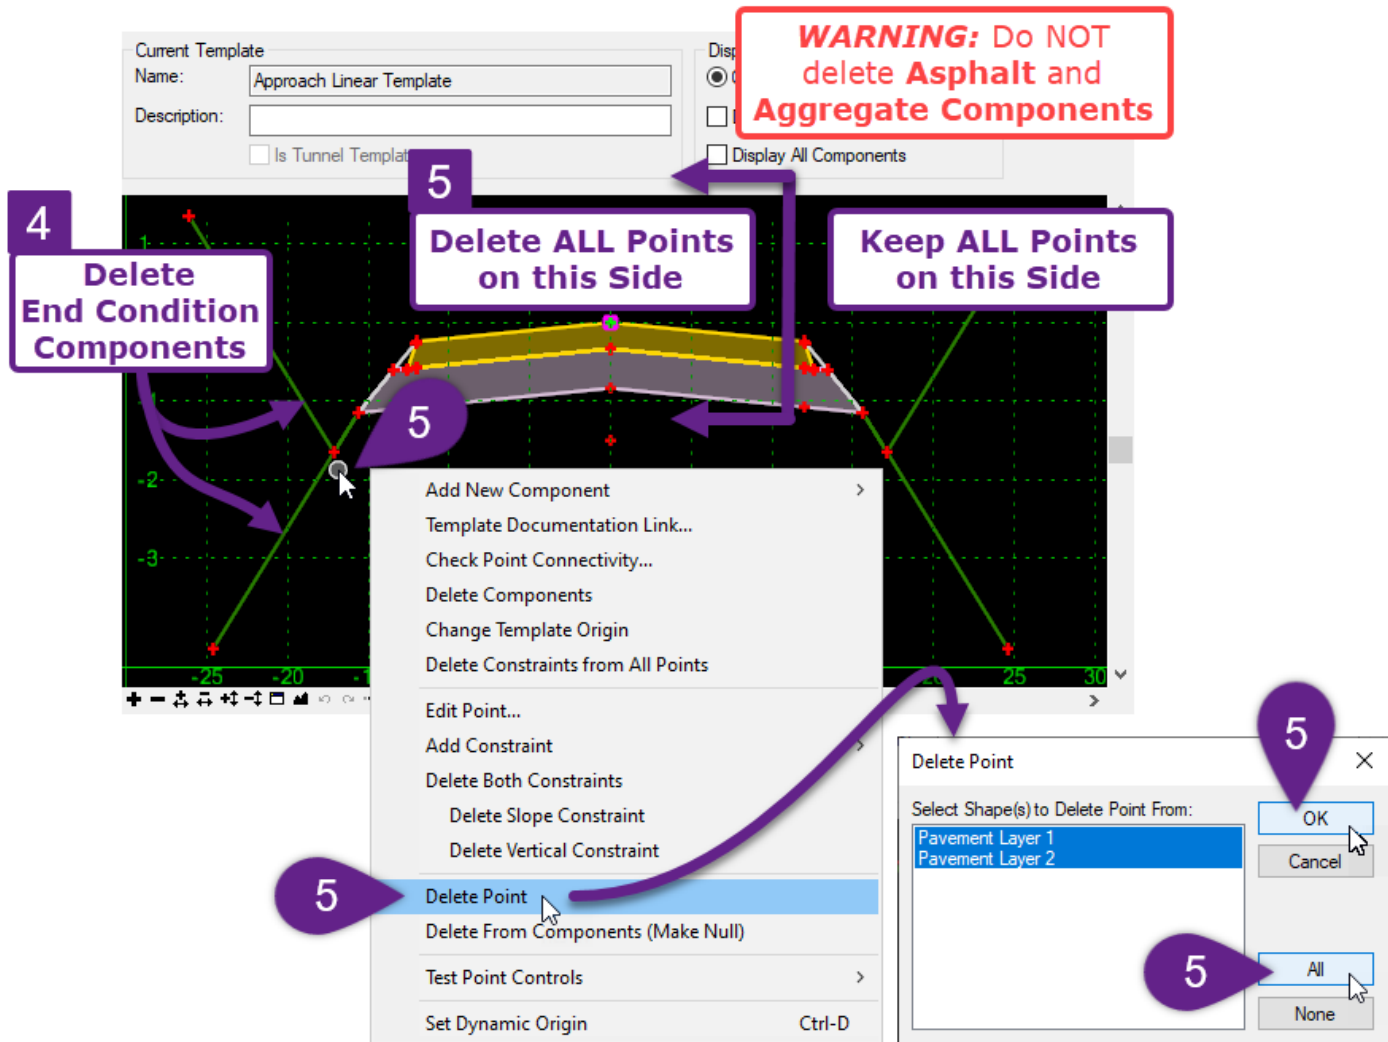 Current Template
Name:
Approach Linear Template
Description:
Is Tunnel Templat
Disp
Display All Components
WARNING: Do NOT
delete Asphalt and
Aggregate Components
5
Delete ALL Points
on this Side
Keep ALL Points
on this Side
4
Delete
End Condition
Components
5
1
-2
-3
-25
-20
25
30
Add New Component
Template Documentation Link...
Check Point Connectivity...
Delete Components
Change Template Origin
Delete Constraints from All Points
Edit Point...
Add Constraint
Delete Both Constraints
Delete Slope Constraint
Delete Vertical Constraint
5
Delete Point
Delete From Components (Make Null)
Test Point Controls
Set Dynamic Origin Ctrl-D
5
Delete Point
Select Shape(s) to Delete Point From:
Pavement Layer 1
Pavement Layer 2
OK
Cancel
5
All
None